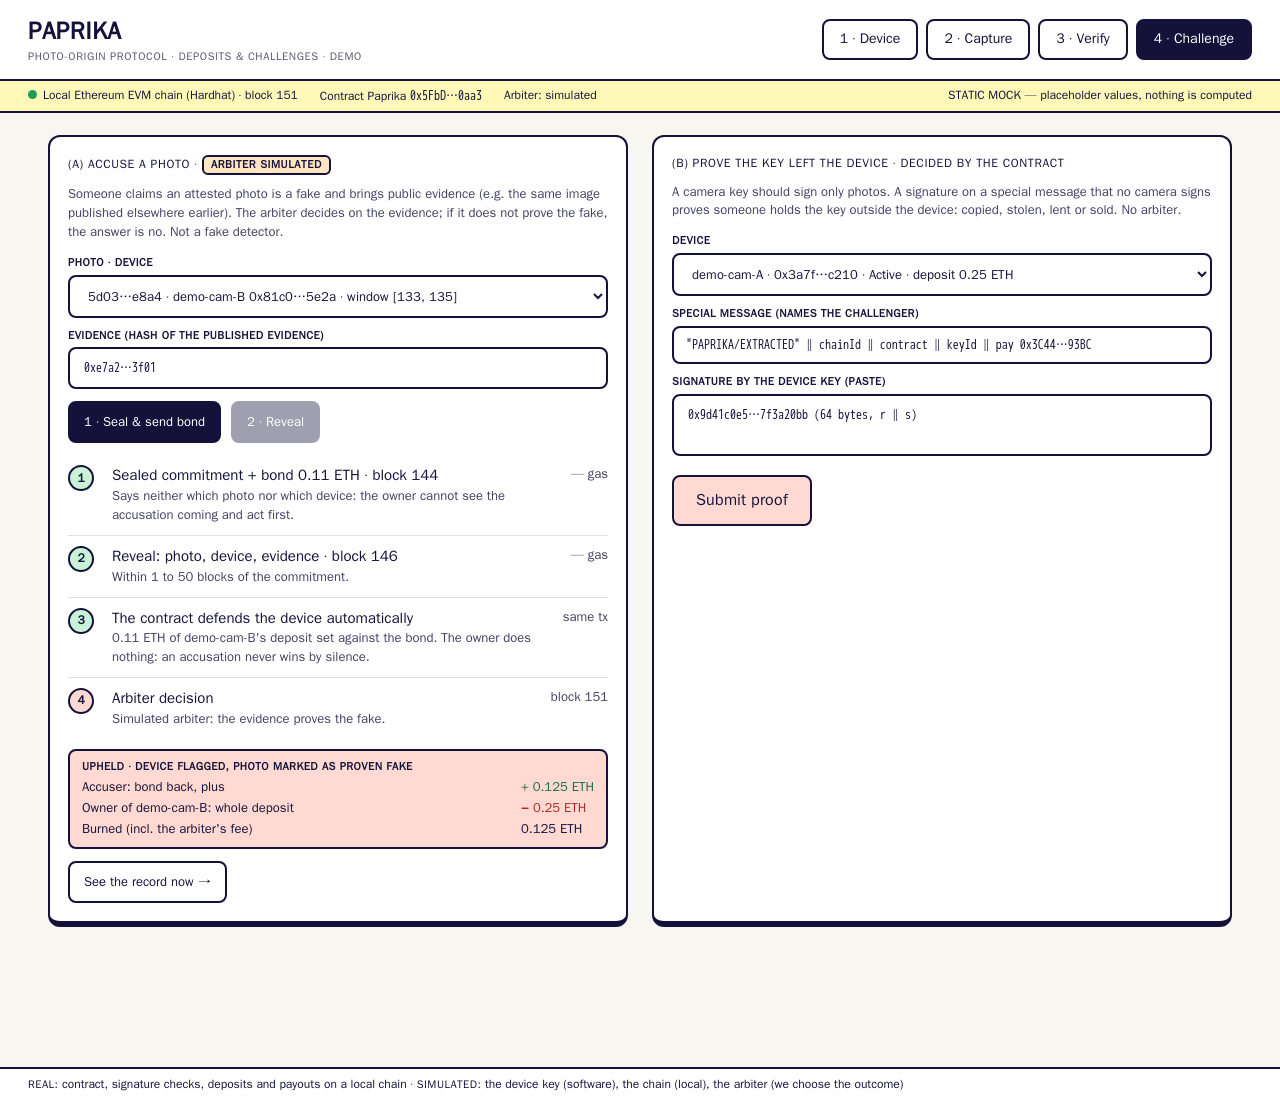 PAPRIKA
PHOTO-ORIGIN PROTOCOL · DEPOSITS & CHALLENGES · DEMO
1 · Device
2 · Capture
3 · Verify
4 · Challenge
Local Ethereum EVM chain (Hardhat) · block 151
Contract Paprika 0x5FbD···0aa3
Arbiter: simulated
STATIC MOCK — placeholder values, nothing is computed
(A) ACCUSE A PHOTO · ARBITER SIMULATED
Someone claims an attested photo is a fake and brings public evidence (e.g. the same image
published elsewhere earlier). The arbiter decides on the evidence; if it does not prove the fake,
the answer is no. Not a fake detector.
PHOTO · DEVICE
5d03···e8a4 · demo-cam-B 0x81c0···5e2a · window [133, 135]
EVIDENCE (HASH OF THE PUBLISHED EVIDENCE)
0xe7a2···3f01
1 · Seal & send bond
2 · Reveal
1
Sealed commitment + bond 0.11 ETH · block 144
— gas
Says neither which photo nor which device: the owner cannot see the
accusation coming and act first.
2
Reveal: photo, device, evidence · block 146
— gas
Within 1 to 50 blocks of the commitment.
3
The contract defends the device automatically
same tx
0.11 ETH of demo-cam-B's deposit set against the bond. The owner does
nothing: an accusation never wins by silence.
4
Arbiter decision
block 151
Simulated arbiter: the evidence proves the fake.
UPHELD · DEVICE FLAGGED, PHOTO MARKED AS PROVEN FAKE
Accuser: bond back, plus
+ 0.125 ETH
Owner of demo-cam-B: whole deposit
− 0.25 ETH
Burned (incl. the arbiter's fee)
0.125 ETH
See the record now →
(B) PROVE THE KEY LEFT THE DEVICE · DECIDED BY THE CONTRACT
A camera key should sign only photos. A signature on a special message that no camera signs
proves someone holds the key outside the device: copied, stolen, lent or sold. No arbiter.
DEVICE
demo-cam-A · 0x3a7f···c210 · Active · deposit 0.25 ETH
SPECIAL MESSAGE (NAMES THE CHALLENGER)
"PAPRIKA/EXTRACTED" ‖ chainId ‖ contract ‖ keyId ‖ pay 0x3C44···93BC
SIGNATURE BY THE DEVICE KEY (PASTE)
0x9d41c0e5···7f3a20bb (64 bytes, r ‖ s)
Submit proof
REAL: contract, signature checks, deposits and payouts on a local chain · SIMULATED: the device key (software), the chain (local), the arbiter (we choose the outcome)